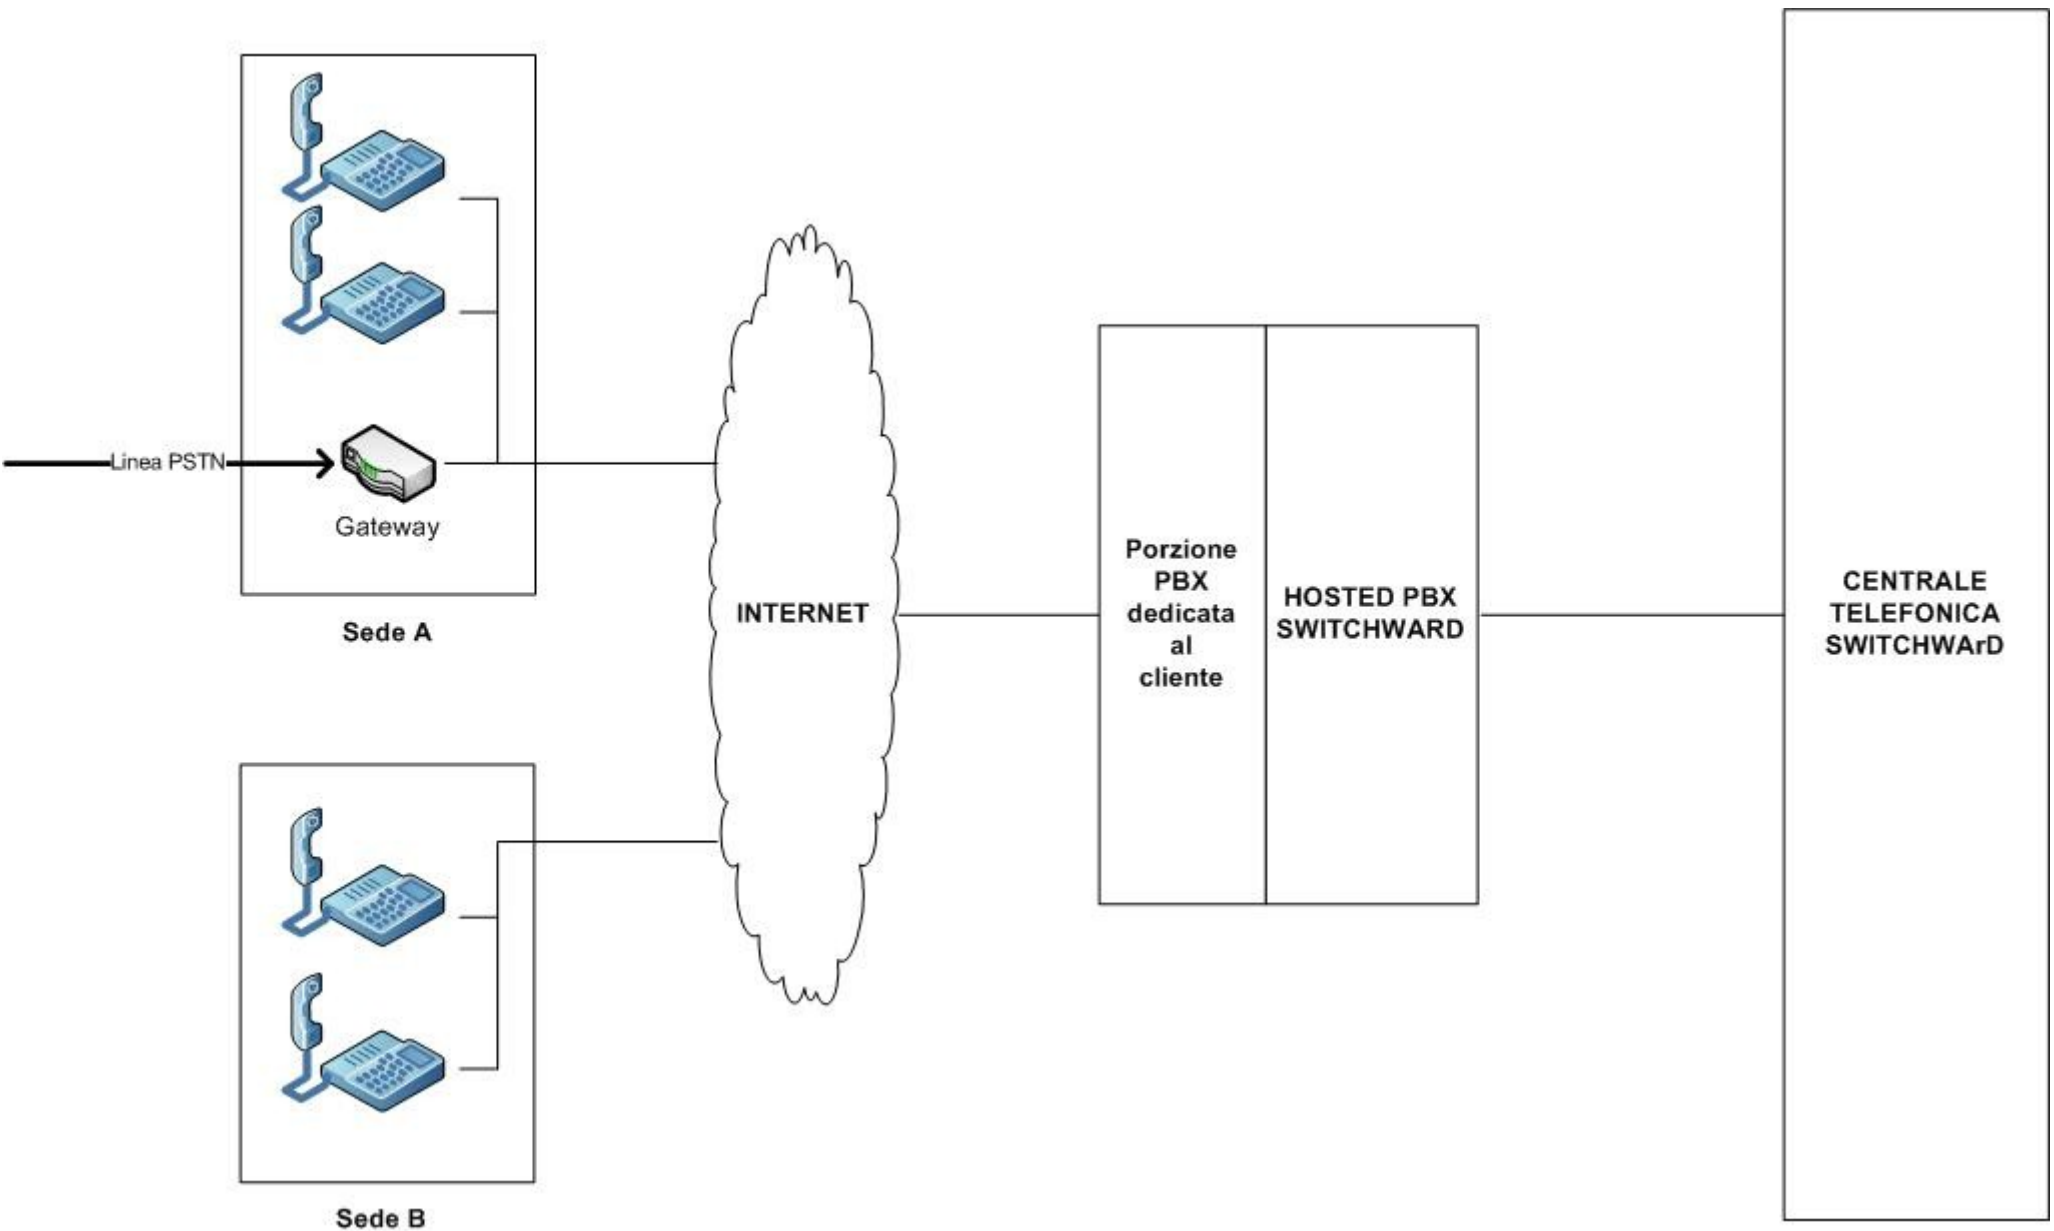 Linea PSTN
Gateway
Sede A
INTERNET
Porzione
PBX
dedicata
al
cliente
HOSTED PBX
SWITCHWARD
CENTRALE
TELEFONICA
SWITCHWArD
Sede B